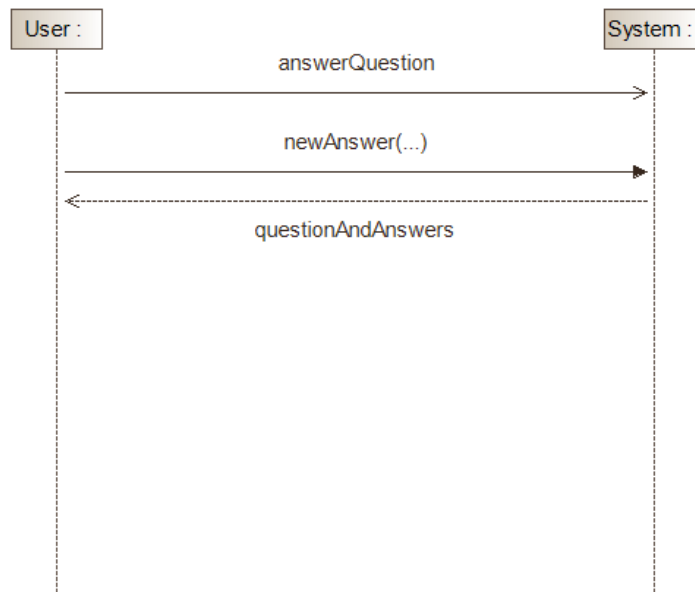 User :
System :
answerQuestion
newAnswer(...)
questionAndAnswers